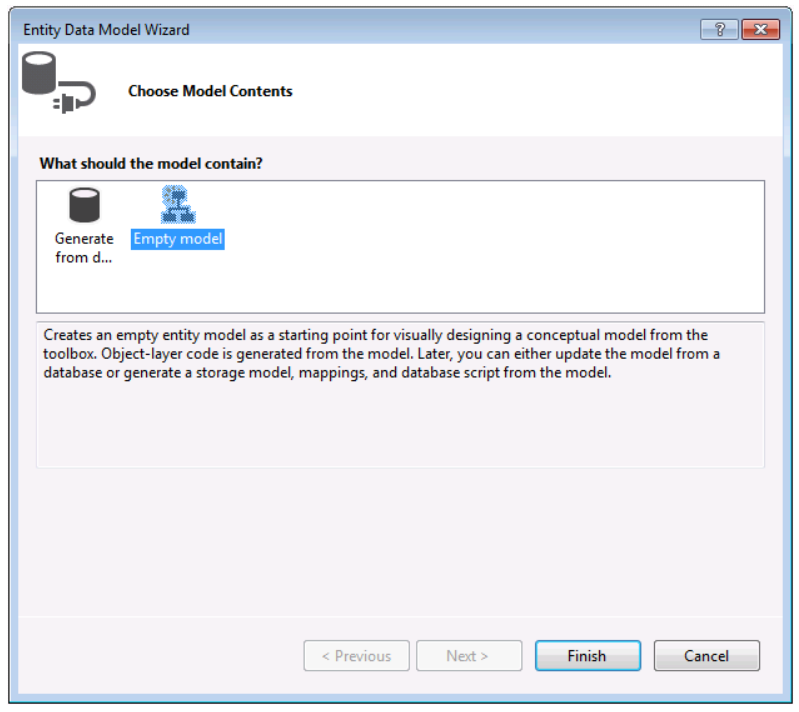 Entity Data Model Wizard
?
Choose Model Contents
What should the model contain?
Generate
from d...
Empty model
Creates an empty entity model as a starting point for visually designing a conceptual model from the
toolbox. Object-layer code is generated from the model. Later, you can either update the model from a
database or generate a storage model, mappings, and database script from the model.
< Previous
Next >
Finish
Cancel